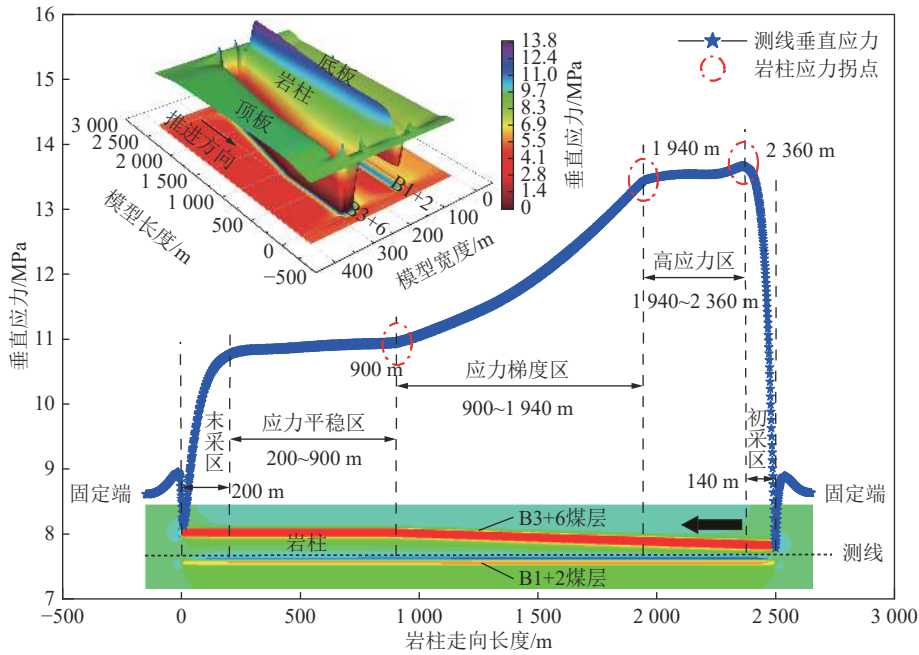 16
15
14
13
12
11
10
9
8
7
垂直应力/MPa
−500
0
500
1 000
1 500
2 000
2 500
3 000
岩柱走向长度/m
测线垂直应力
岩柱应力拐点
13.8
12.4
11.0
9.7
8.3
6.9
5.5
4.1
2.8
1.4
0
垂直应力/MPa
底板
岩柱
顶板
推进方向
B1+2
B3+6
3 000
2 500
2 000
1 500
1 000
500
0
−500
模型长度/m
400
300
200
100
0
模型宽度/m
1 940 m
2 360 m
高应力区
1 940~2 360 m
900 m
应力梯度区
900~1 940 m
应力平稳区
200~900 m
末采区
200 m
初采区
140 m
固定端
固定端
B3+6煤层
岩柱
测线
B1+2煤层